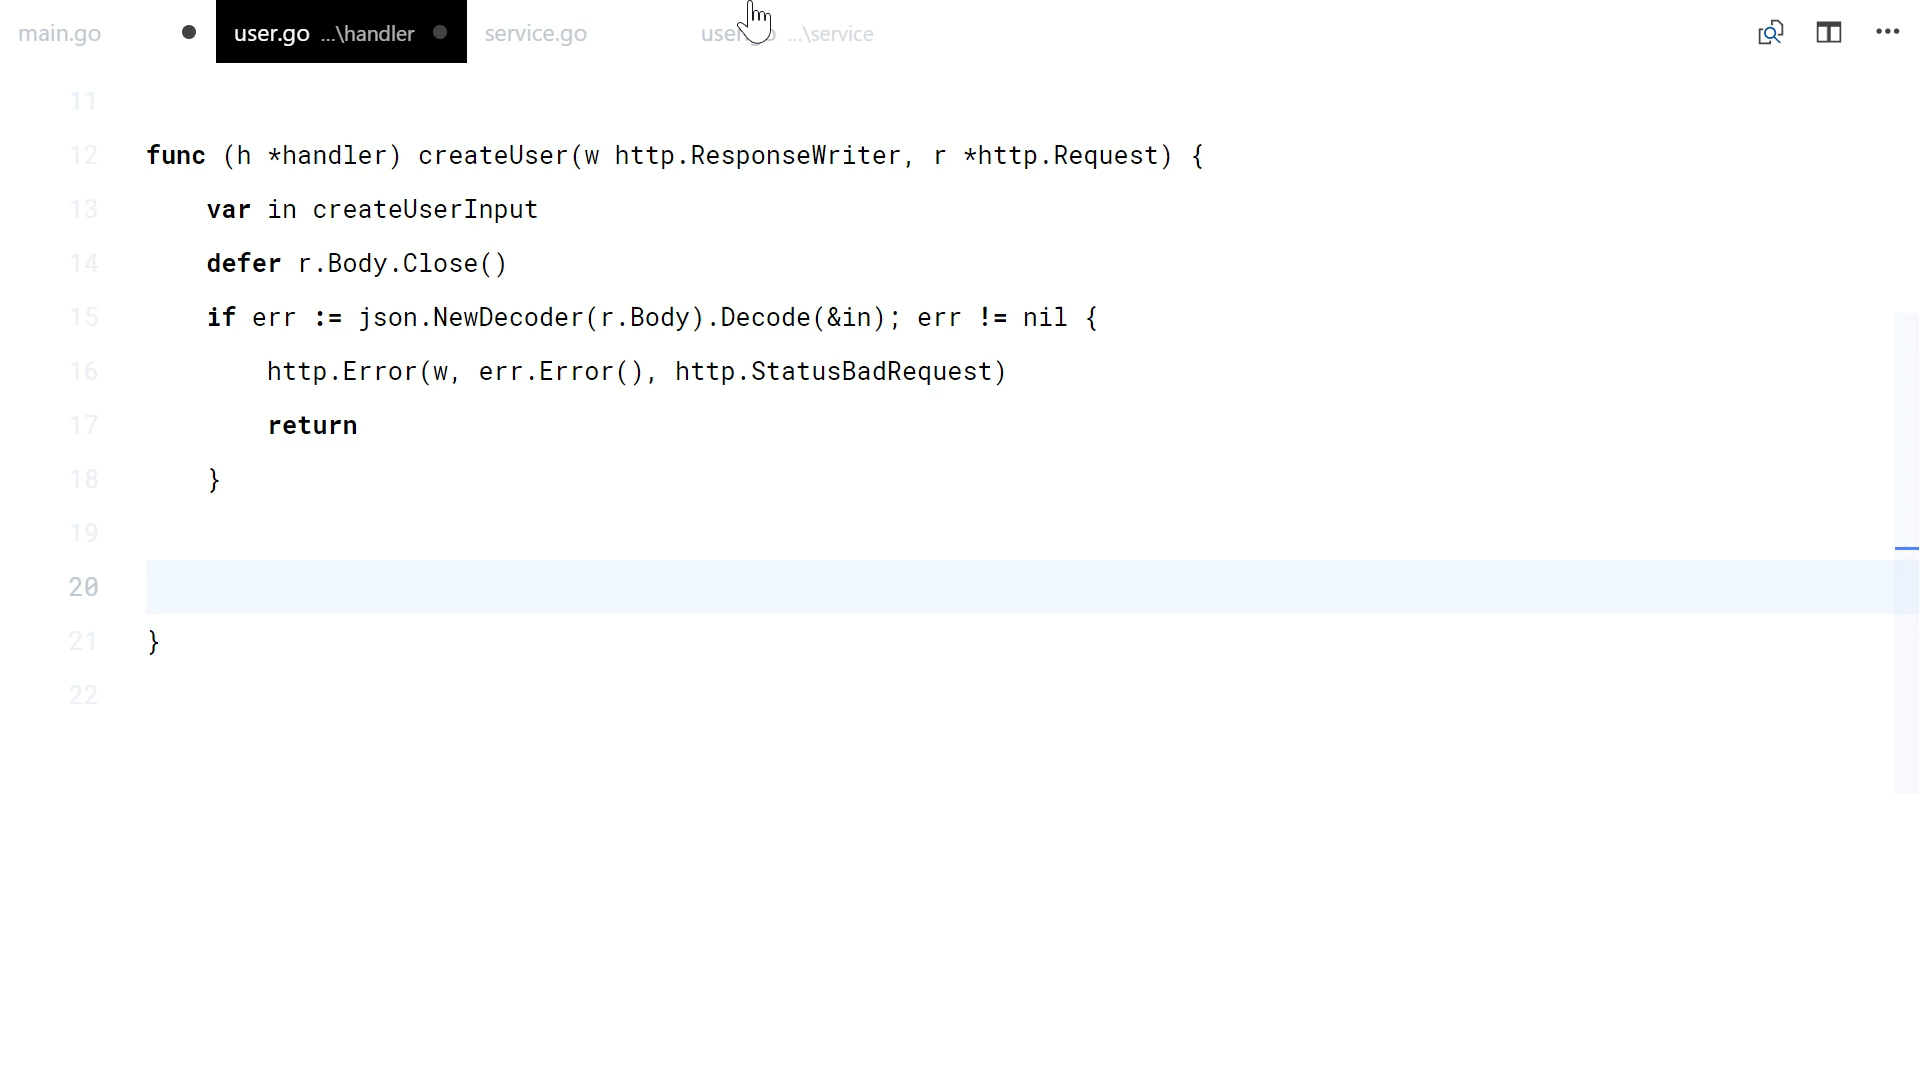 main.go user.go ...\handler service.go ...\service
11
12 func (h *handler) createUser(w http.ResponseWriter, r *http.Request) {
13 var in createUserInput
14 defer r.Body.Close()
15 if err := json.NewDecoder(r.Body).Decode(&in); err != nil {
16 http.Error(w, err.Error(), http.StatusBadRequest)
17 return
18 }
19
20
21 }
22